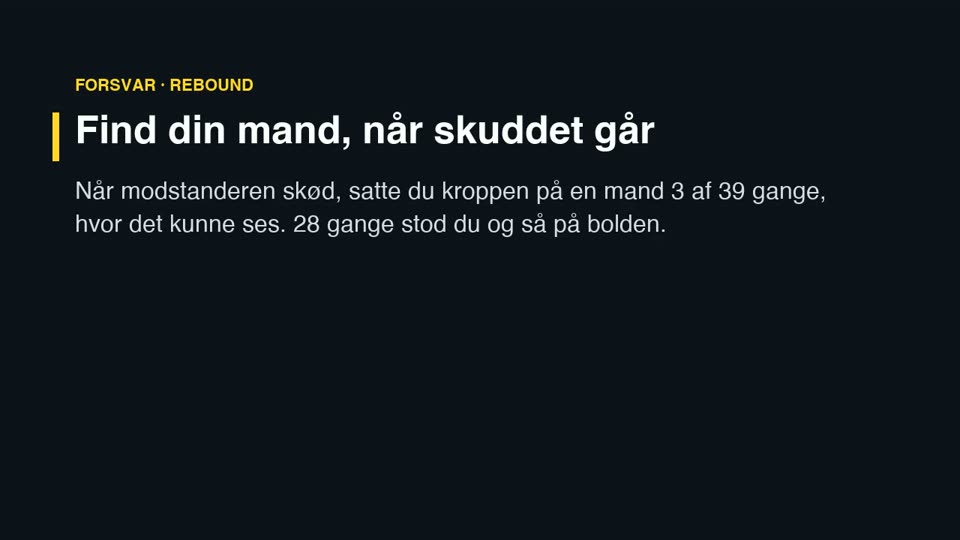 FORSVAR · REBOUND
Find din mand, når skuddet går
Når modstanderen skød, satte du kroppen på en mand 3 af 39 gange,
hvor det kunne ses. 28 gange stod du og så på bolden.